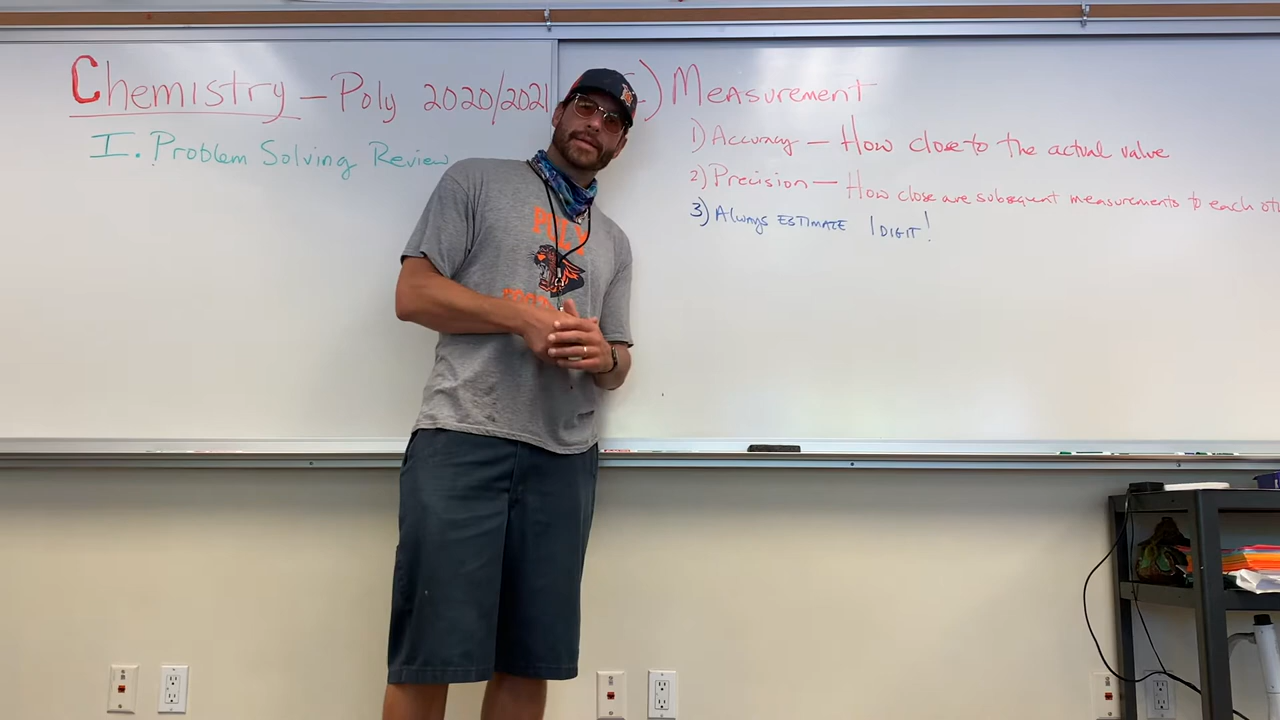 Chemistry - Poly 2020/2021
I. Problem Solving Review
) Measurement
1) Accuracy - How close to the actual value
2) Precision - How close are subsequent measurements to each oth
3) Always ESTIMATE 1 DIGIT!
POLY